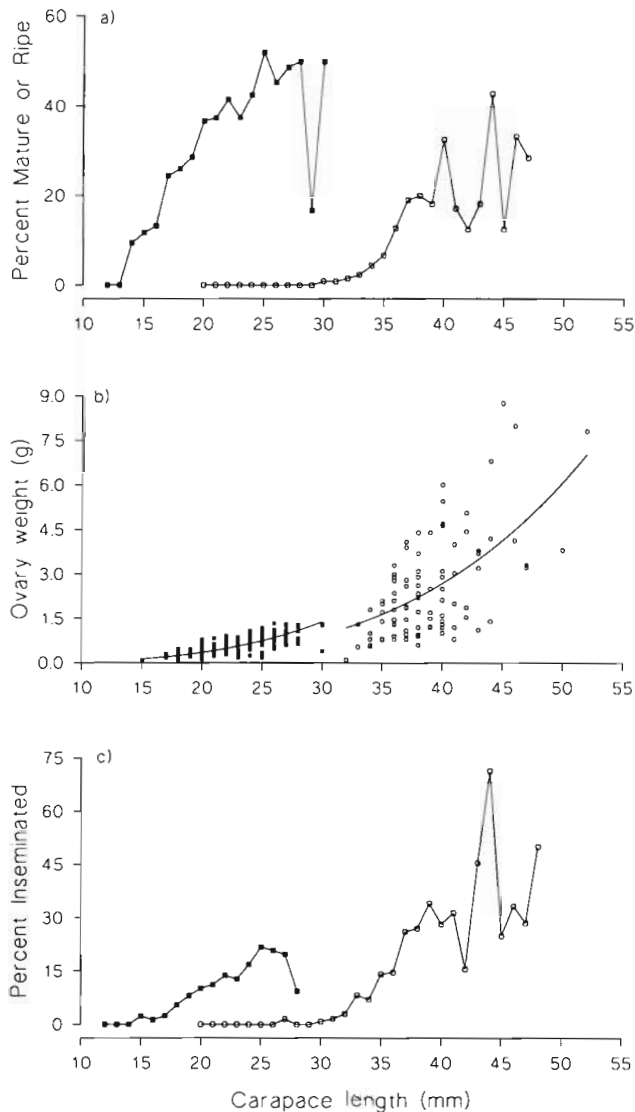 a)
60
40
20
0
Percent Mature or Ripe
10 15 20 25 30 35 40 45 50 55
b)
9.0
7.5
6.0
4.5
3.0
1.5
0.0
Ovary weight (g)
10 15 20 25 30 35 40 45 50 55
c)
75
60
45
30
15
0
Percent Inseminated
10 15 20 25 30 35 40 45 50 55
Carapace length (mm)